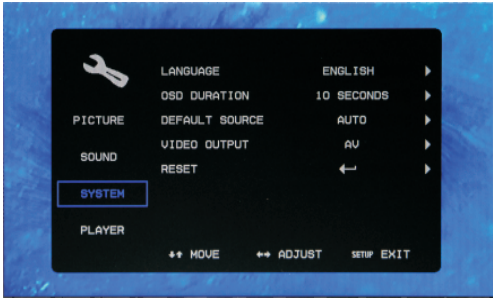 LANGUAGE ENGLISH
OSD DURATION 10 SECONDS
PICTURE DEFAULT SOURCE AUTO
VIDEO OUTPUT AV
SOUND
RESET
SYSTEM
PLAYER
MOVE ADJUST SETUP EXIT